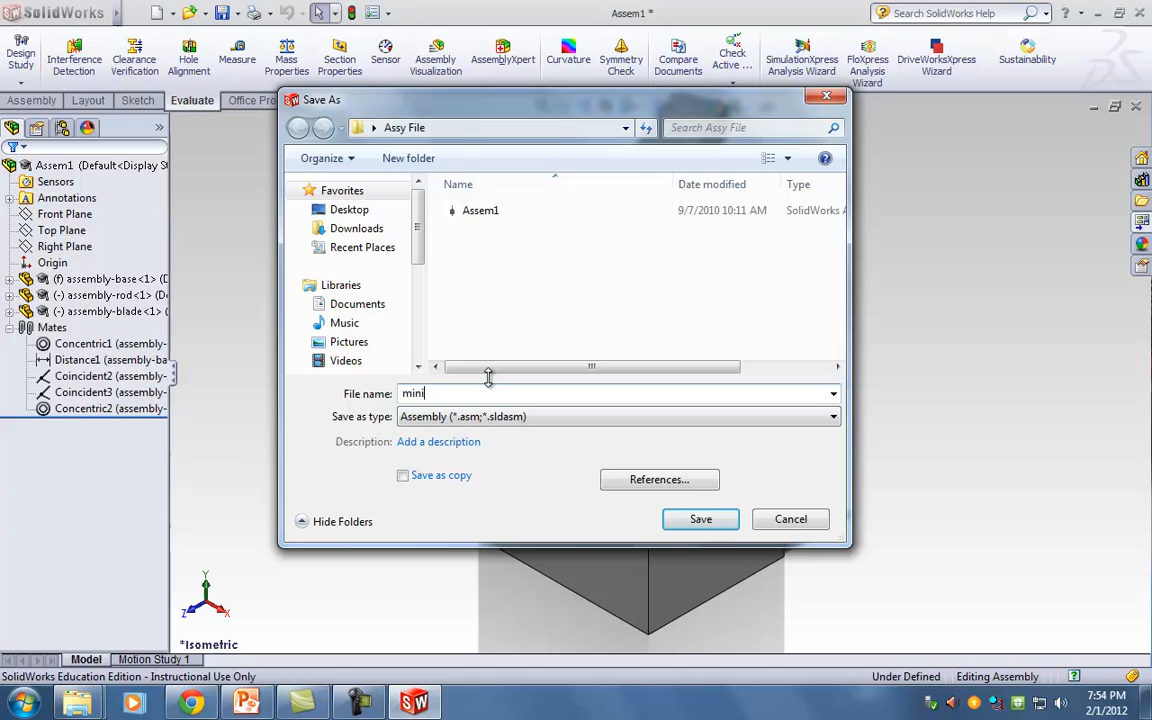 SolidWorks
Assem1 *
Search SolidWorks Help
Design Study
Interference Detection
Clearance Verification
Hole Alignment
Measure
Mass Properties
Section Properties
Sensor
Assembly Visualization
AssemblyXpert
Curvature
Symmetry Check
Compare Documents
Check Active ...
SimulationXpress Analysis Wizard
FloXpress Analysis Wizard
DriveWorksXpress Wizard
Sustainability
Assembly
Layout
Sketch
Evaluate
Office Pro
Save As
Assy File
Search Assy File
Organize
New folder
Name
Date modified
Type
Assem1
9/7/2010 10:11 AM
SolidWorks A
Favorites
Desktop
Downloads
Recent Places
Libraries
Documents
Music
Pictures
Videos
File name: mini
Save as type: Assembly (*.asm;*.sldasm)
Description: Add a description
Save as copy
References...
Hide Folders
Save
Cancel
Assem1 (Default<Display S
Sensors
Annotations
Front Plane
Top Plane
Right Plane
Origin
(f) assembly-base<1> (D
(-) assembly-rod<1> (De
(-) assembly-blade<1> (
Mates
Concentric1 (assembly-
Distance1 (assembly-ba
Coincident2 (assembly-
Coincident3 (assembly-
Concentric2 (assembly-
Y
Z
X
*Isometric
Model
Motion Study 1
SolidWorks Education Edition - Instructional Use Only
Under Defined
Editing Assembly
7:54 PM
2/1/2012